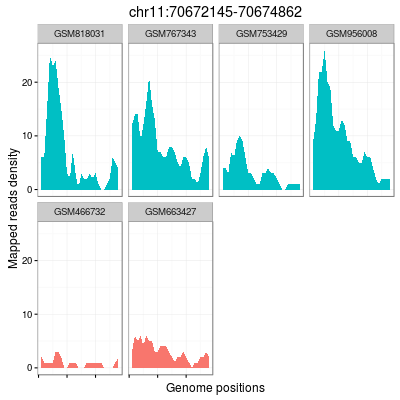 chr11:70672145-70674862
GSM818031 GSM767343 GSM753429 GSM956008
20
10
0
GSM466732 GSM663427
20
10
0
Mapped reads density
Genome positions